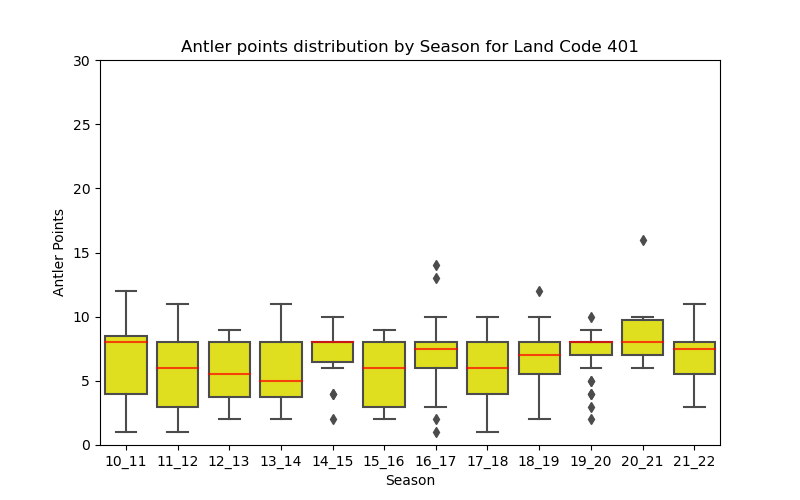 Antler points distribution by Season for Land Code 401
30
25
20
15
10
5
0
Antler Points
10_11 11_12 12_13 13_14 14_15 15_16 16_17 17_18 18_19 19_20 20_21 21_22
Season